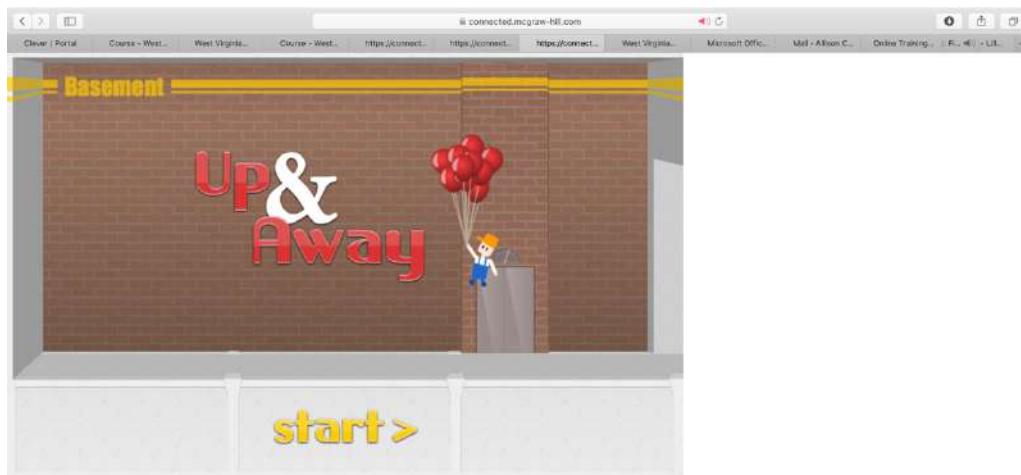 connected.mcgraw-hill.com
Clever | Portal
Course - West...
West Virginia...
Course - West...
https://connect...
https://connect...
https://connect...
West Virginia...
Microsoft Offic...
Mail - Allison C...
Online Training...
Basement
Up &
Away
start>